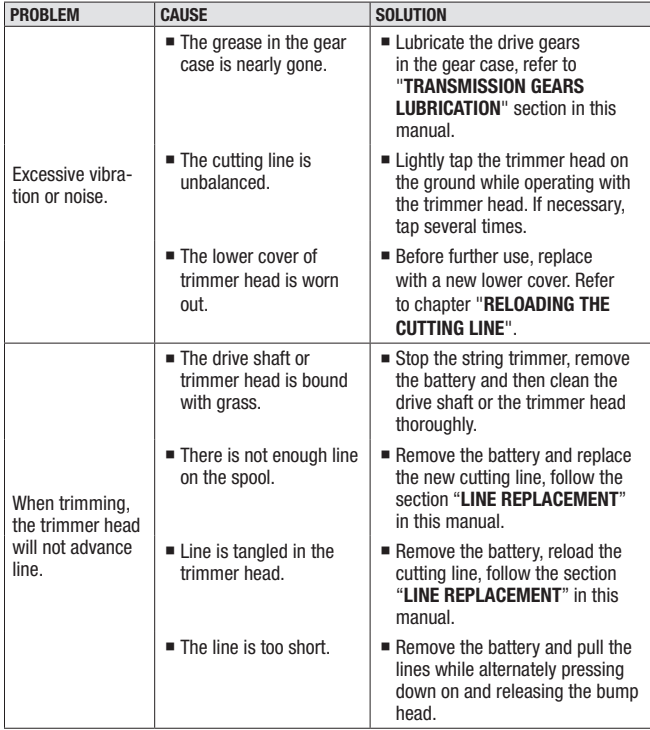 PROBLEM CAUSE SOLUTION
Excessive vibra-
tion or noise.
■ The grease in the gear
case is nearly gone.
■ Lubricate the drive gears
in the gear case, refer to
"TRANSMISSION GEARS
LUBRICATION" section in this
manual.
■ The cutting line is
unbalanced.
■ Lightly tap the trimmer head on
the ground while operating with
the trimmer head. If necessary,
tap several times.
■ The lower cover of
trimmer head is worn
out.
■ Before further use, replace
with a new lower cover. Refer
to chapter "RELOADING THE
CUTTING LINE".
When trimming,
the trimmer head
will not advance
line.
■ The drive shaft or
trimmer head is bound
with grass.
■ Stop the string trimmer, remove
the battery and then clean the
drive shaft or the trimmer head
thoroughly.
■ There is not enough line
on the spool.
■ Remove the battery and replace
the new cutting line, follow the
section “LINE REPLACEMENT”
in this manual.
■ Line is tangled in the
trimmer head.
■ Remove the battery, reload the
cutting line, follow the section
“LINE REPLACEMENT” in this
manual.
■ The line is too short.
■ Remove the battery and pull the
lines while alternately pressing
down on and releasing the bump
head.